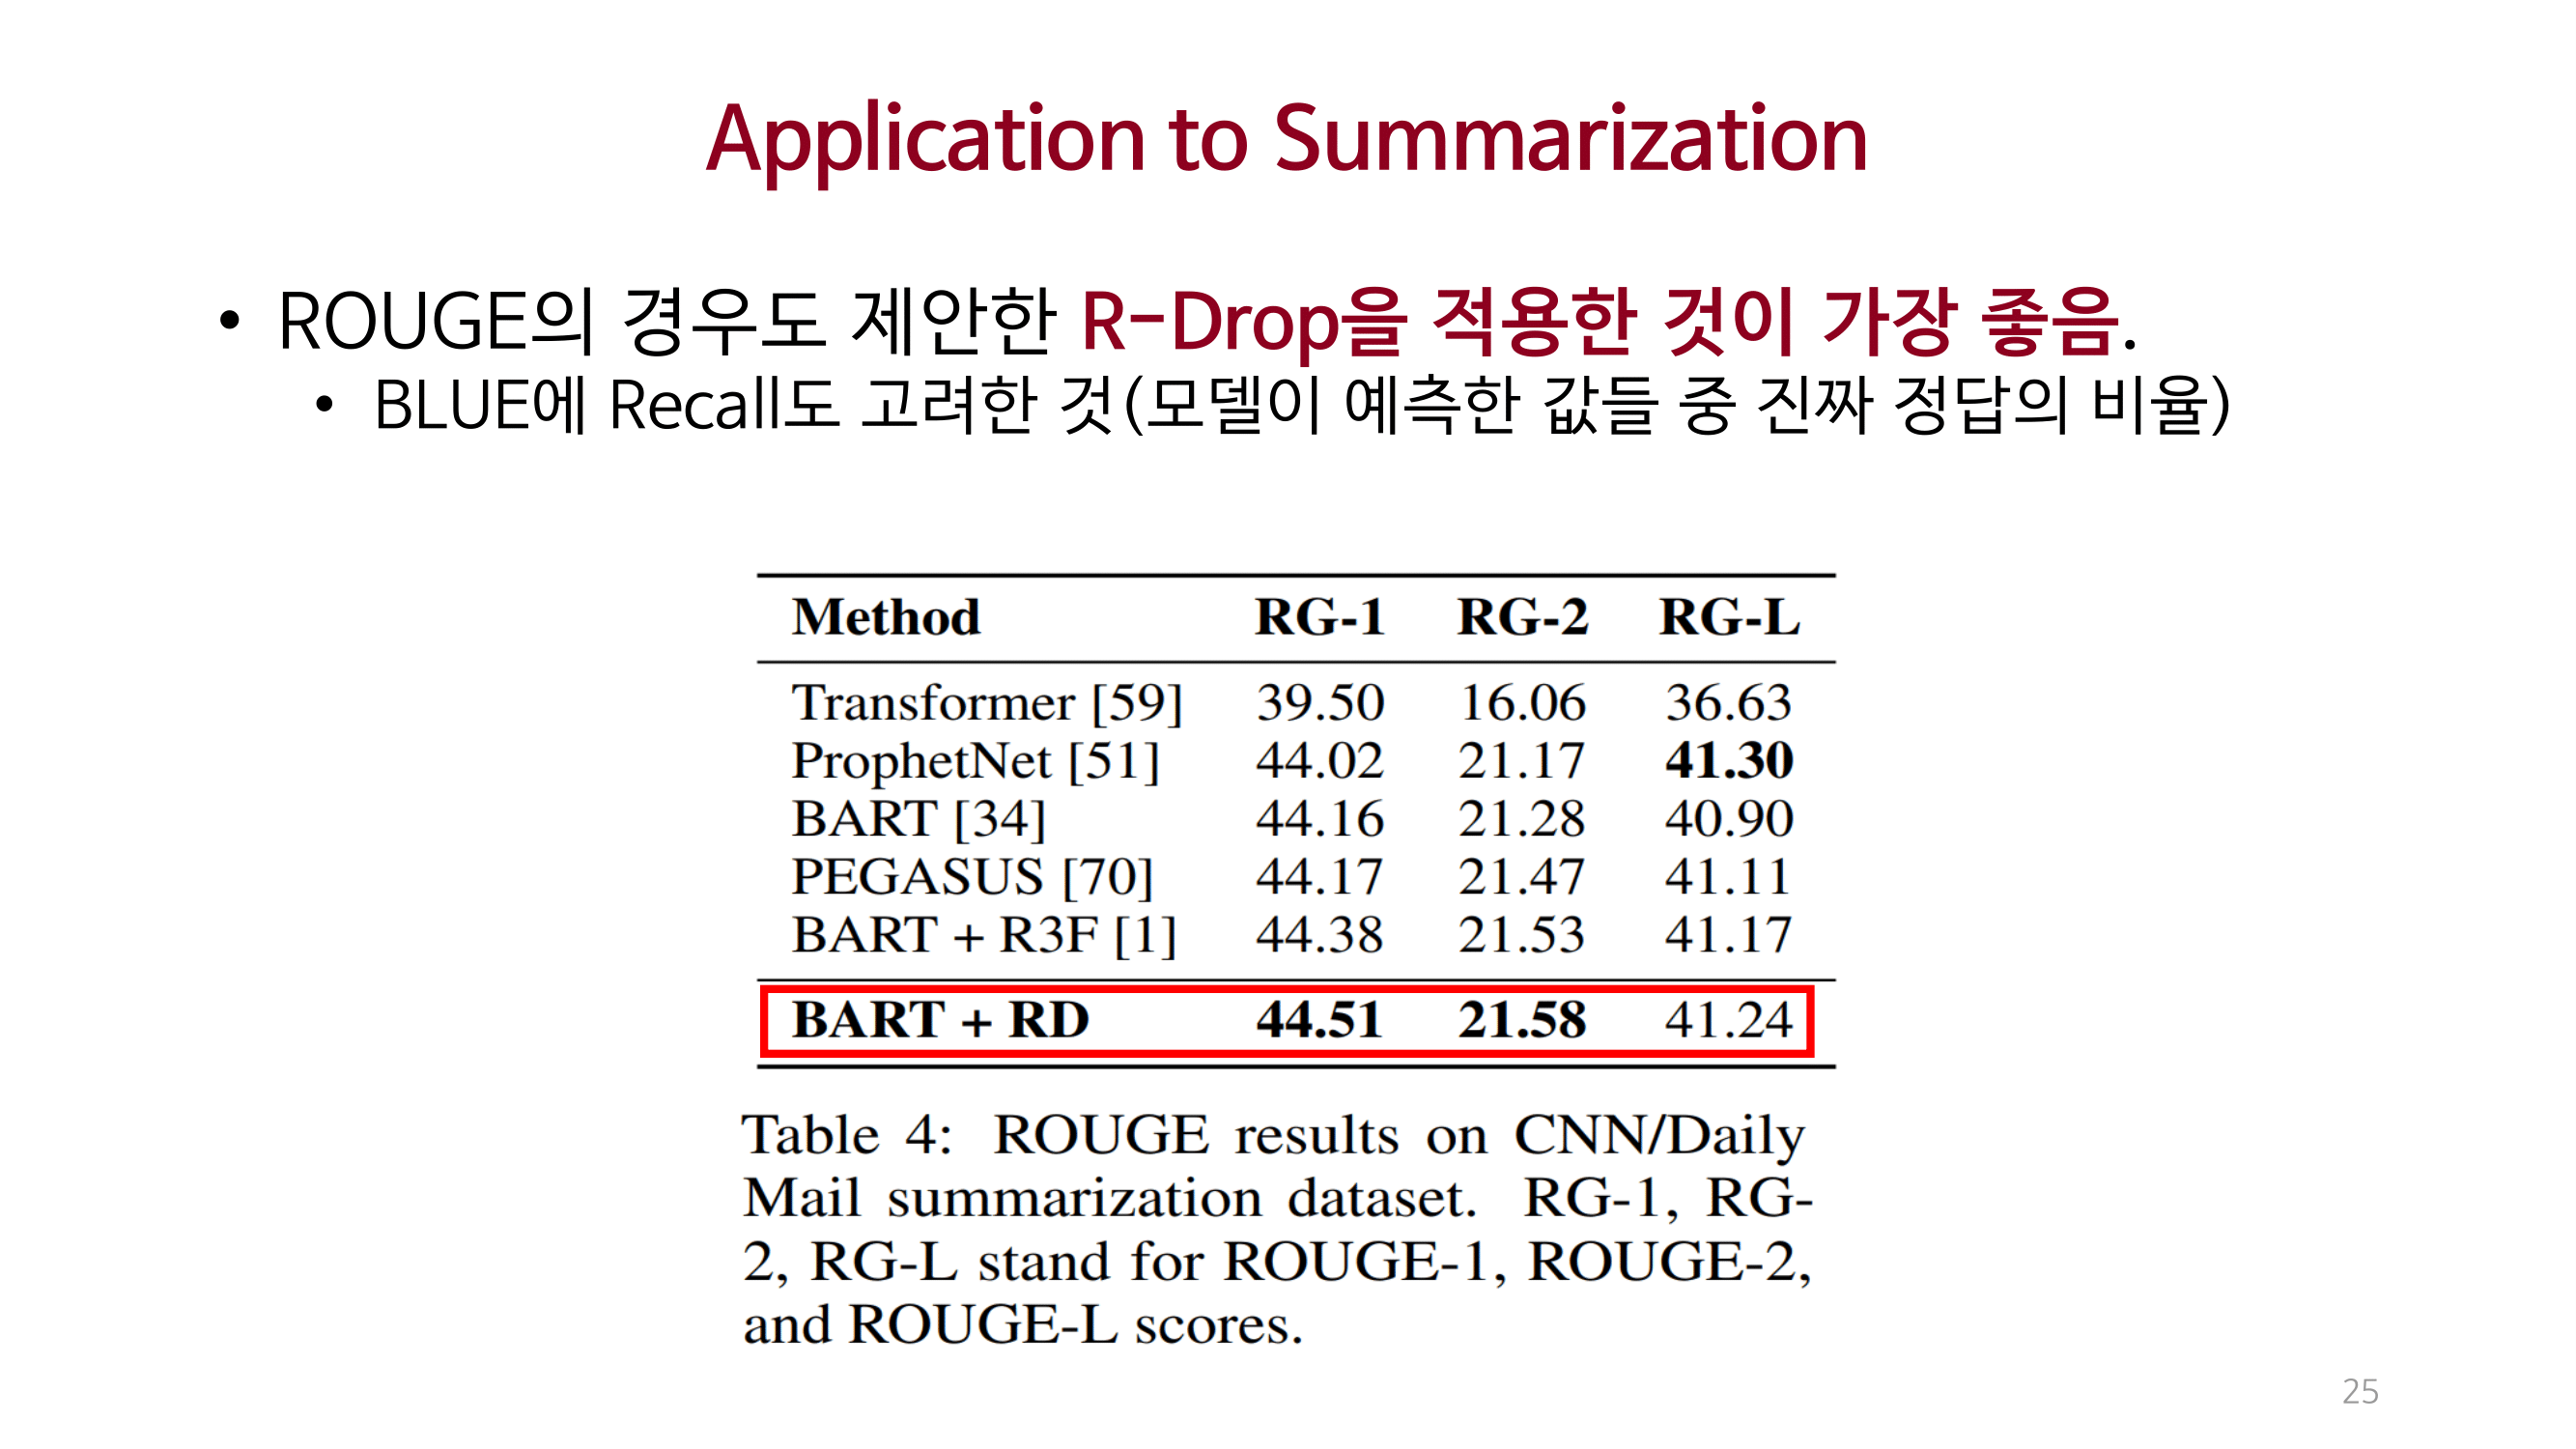 Application to Summarization
• ROUGE의 경우도 제안한 R-Drop을 적용한 것이 가장 좋음.
• BLUE에 Recall도 고려한 것(모델이 예측한 값들 중 진짜 정답의 비율)
Method RG-1 RG-2 RG-L
Transformer [59] 39.50 16.06 36.63
ProphetNet [51] 44.02 21.17 41.30
BART [34] 44.16 21.28 40.90
PEGASUS [70] 44.17 21.47 41.11
BART + R3F [1] 44.38 21.53 41.17
BART + RD 44.51 21.58 41.24
Table 4: ROUGE results on CNN/Daily
Mail summarization dataset. RG-1, RG-
2, RG-L stand for ROUGE-1, ROUGE-2,
and ROUGE-L scores.
25